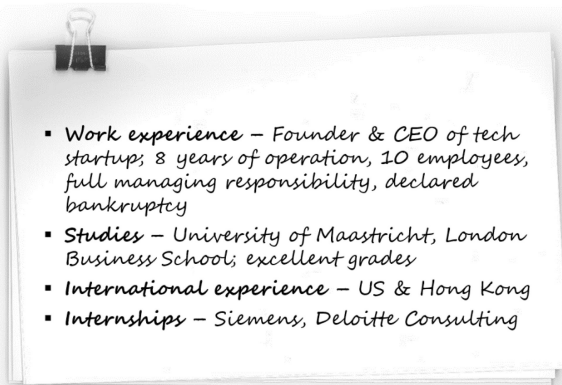 ▪ Work experience – Founder & CEO of tech
startup; 8 years of operation, 10 employees,
full managing responsibility, declared
bankruptcy
▪ Studies – University of Maastricht, London
Business School; excellent grades
▪ International experience – US & Hong Kong
▪ Internships – Siemens, Deloitte Consulting